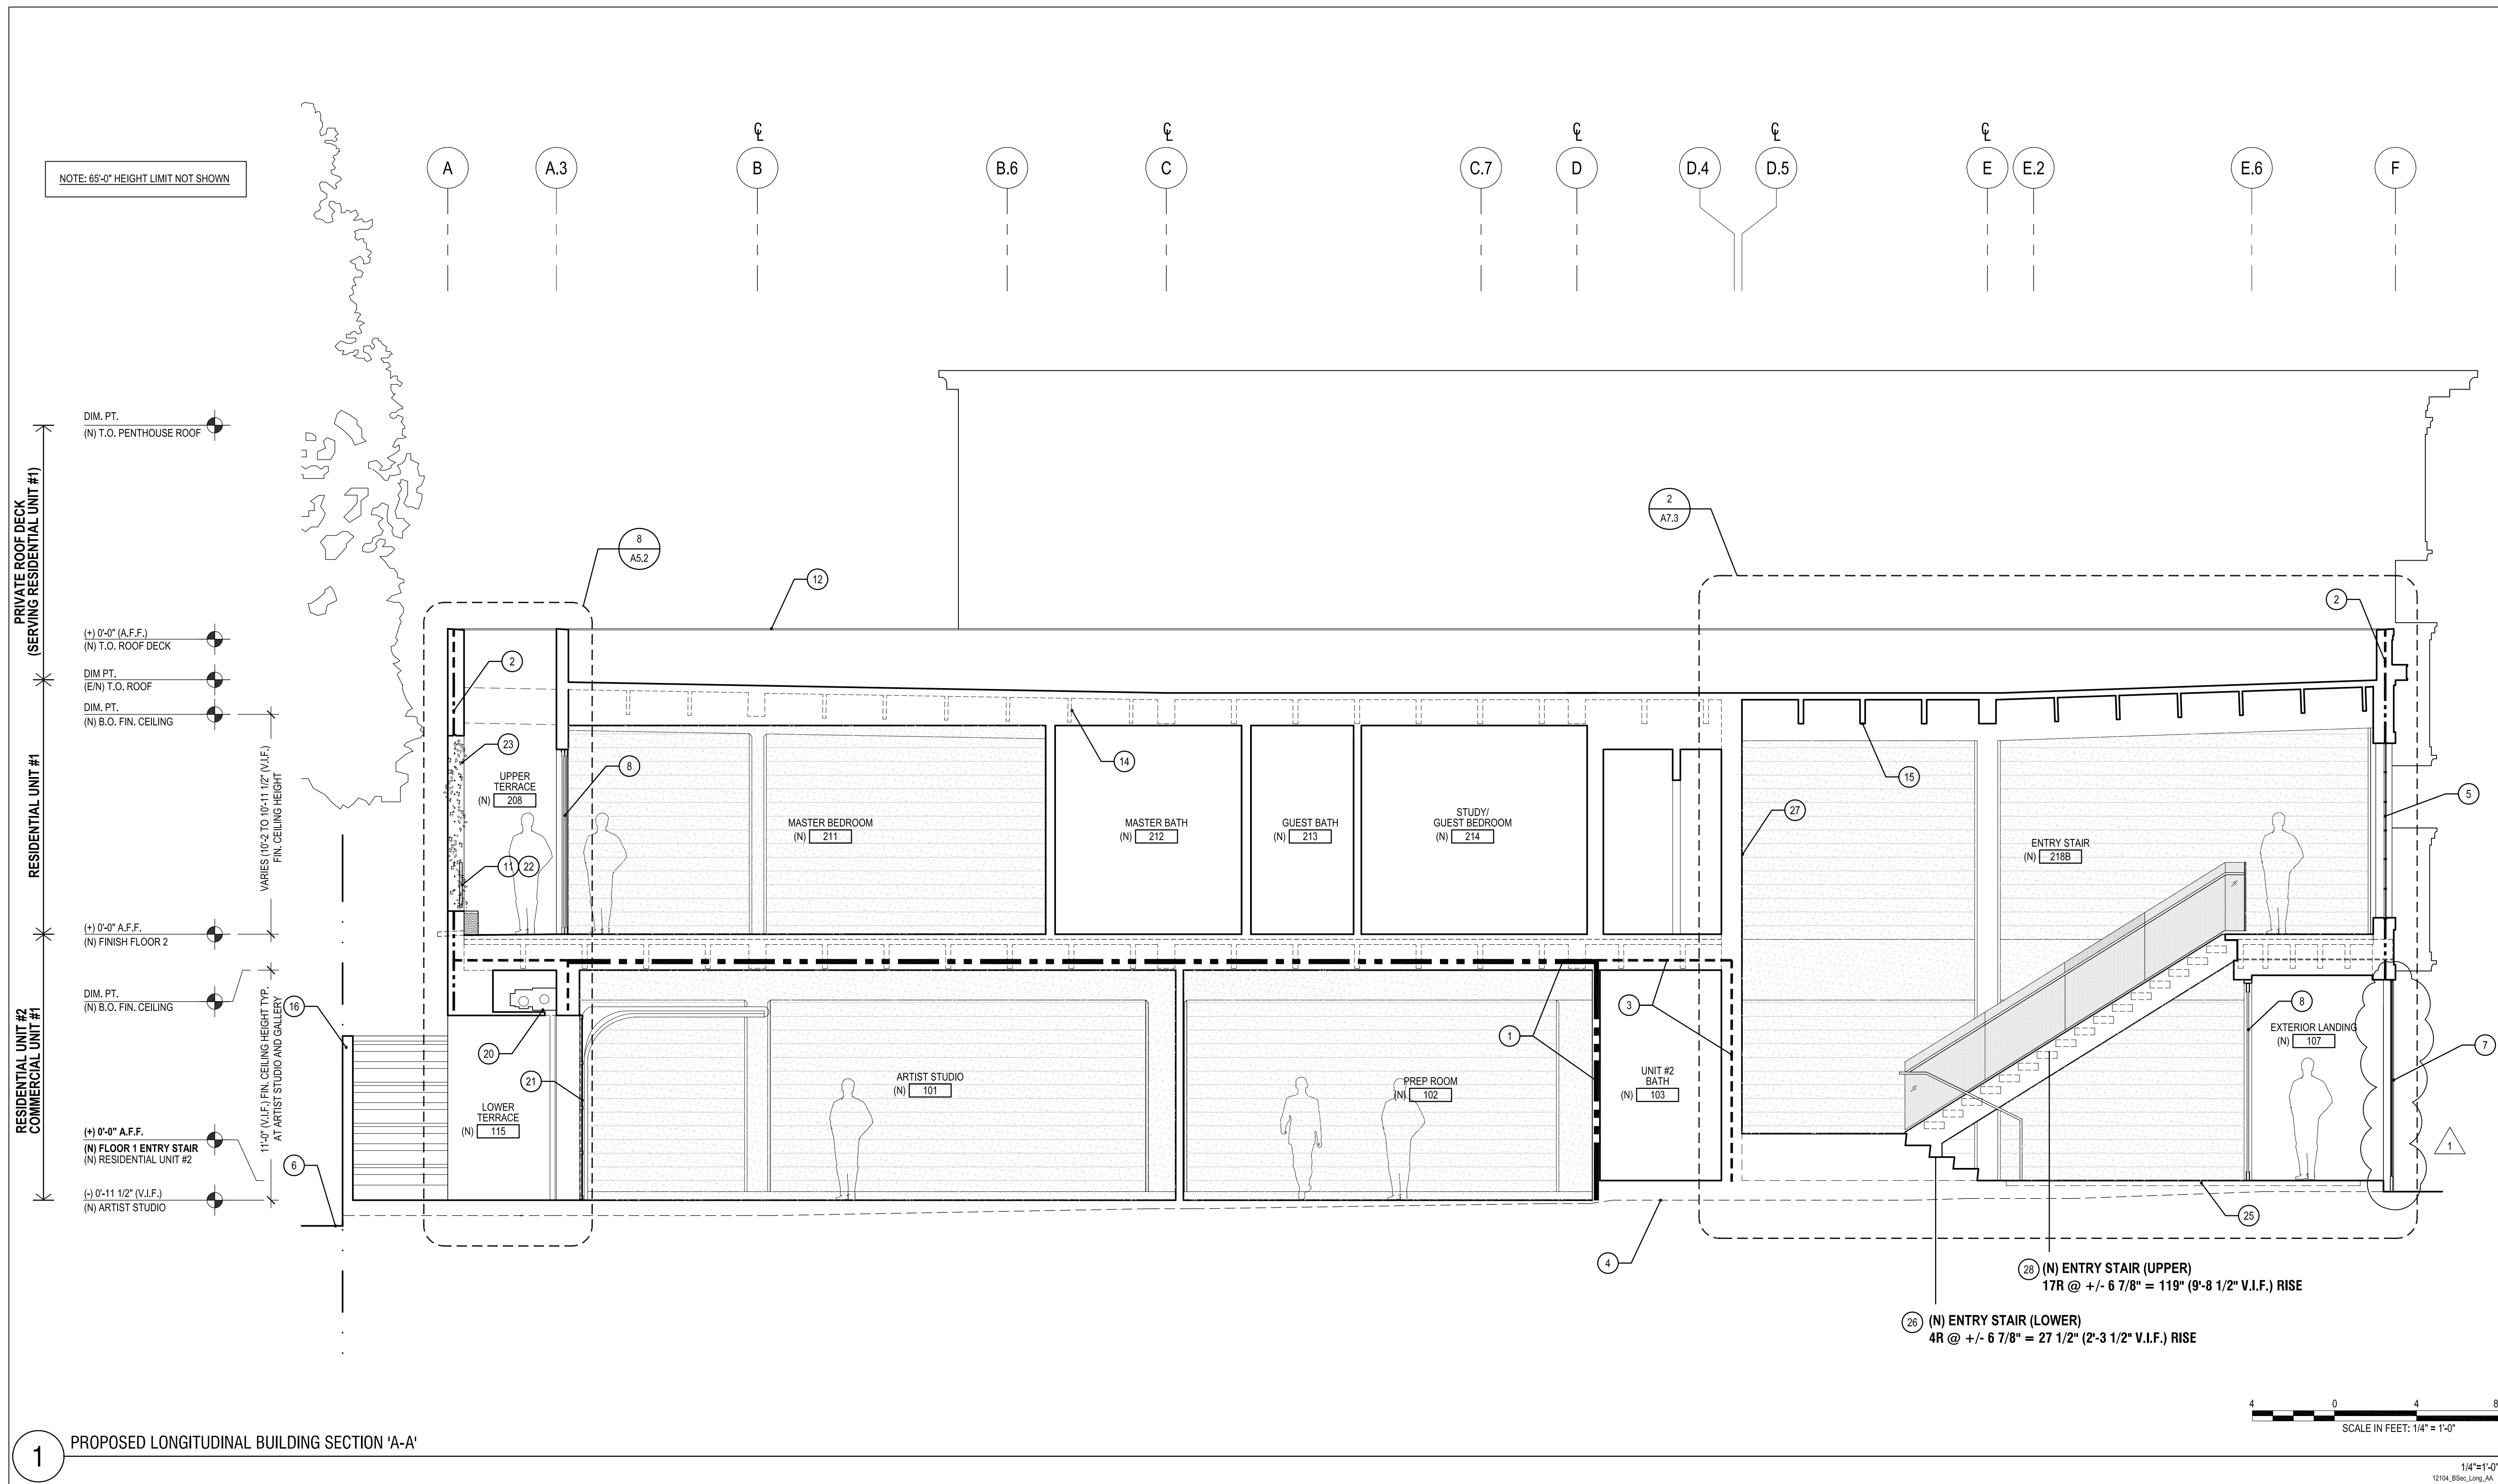 NOTE: 65'-0" HEIGHT LIMIT NOT SHOWN
℄
℄
℄
℄
℄
A
A.3
B
B.6
C
C.7
D
D.4
D.5
E
E.2
E.6
F
PRIVATE ROOF DECK
(SERVING RESIDENTIAL UNIT #1)
RESIDENTIAL UNIT #1
RESIDENTIAL UNIT #2
COMMERCIAL UNIT #1
DIM. PT.
(N) T.O. PENTHOUSE ROOF
(+) 0'-0" (A.F.F.)
(N) T.O. ROOF DECK
DIM PT.
(E/N) T.O. ROOF
DIM. PT.
(N) B.O. FIN. CEILING
(+) 0'-0" A.F.F.
(N) FINISH FLOOR 2
DIM. PT.
(N) B.O. FIN. CEILING
(+) 0'-0" A.F.F.
(N) FLOOR 1 ENTRY STAIR
(N) RESIDENTIAL UNIT #2
(-) 0'-11 1/2" (V.I.F.)
(N) ARTIST STUDIO
VARIES (10'-2 TO 10'-11 1/2" (V.I.F.)
FIN. CEILING HEIGHT
11'-0" (V.I.F.) FIN. CEILING HEIGHT TYP.
AT ARTIST STUDIO AND GALLERY
8
A5.2
2
A7.3
12
2
2
23
8
14
15
27
5
11
22
UPPER
TERRACE
(N) 208
MASTER BEDROOM
(N) 211
MASTER BATH
(N) 212
GUEST BATH
(N) 213
STUDY/
GUEST BEDROOM
(N) 214
ENTRY STAIR
(N) 218B
16
6
20
21
1
3
8
7
LOWER
TERRACE
(N) 115
ARTIST STUDIO
(N) 101
PREP ROOM
(N) 102
UNIT #2
BATH
(N) 103
EXTERIOR LANDING
(N) 107
1
25
4
28 (N) ENTRY STAIR (UPPER)
17R @ +/- 6 7/8" = 119" (9'-8 1/2" V.I.F.) RISE
26 (N) ENTRY STAIR (LOWER)
4R @ +/- 6 7/8" = 27 1/2" (2'-3 1/2" V.I.F.) RISE
4 0 4 8
SCALE IN FEET: 1/4" = 1'-0"
1 PROPOSED LONGITUDINAL BUILDING SECTION 'A-A'
1/4"=1'-0"
12104_BSec_Long_AA